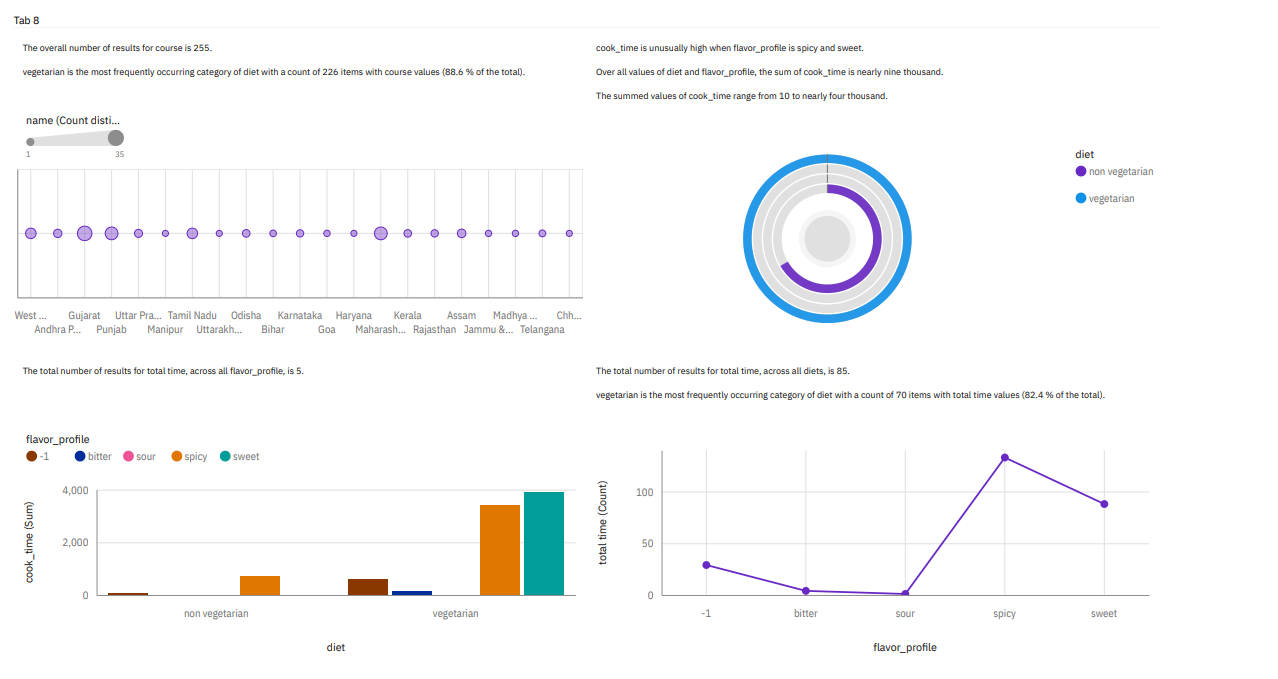 Tab 8
The overall number of results for course is 255.
vegetarian is the most frequently occurring category of diet with a count of 226 items with course values (88.6 % of the total).
name (Count disti...
1 35
West ... Gujarat Uttar Pra... Tamil Nadu Odisha Karnataka Haryana Kerala Assam Madhya ... Chh...
Andhra P... Punjab Manipur Uttarakh... Bihar Goa Maharash... Rajasthan Jammu &... Telangana
cook_time is unusually high when flavor_profile is spicy and sweet.
Over all values of diet and flavor_profile, the sum of cook_time is nearly nine thousand.
The summed values of cook_time range from 10 to nearly four thousand.
diet
non vegetarian
vegetarian
The total number of results for total time, across all flavor_profile, is 5.
flavor_profile
-1 bitter sour spicy sweet
cook_time (Sum)
4,000
2,000
0
non vegetarian vegetarian
diet
The total number of results for total time, across all diets, is 85.
vegetarian is the most frequently occurring category of diet with a count of 70 items with total time values (82.4 % of the total).
total time (Count)
100
50
0
-1 bitter sour spicy sweet
flavor_profile